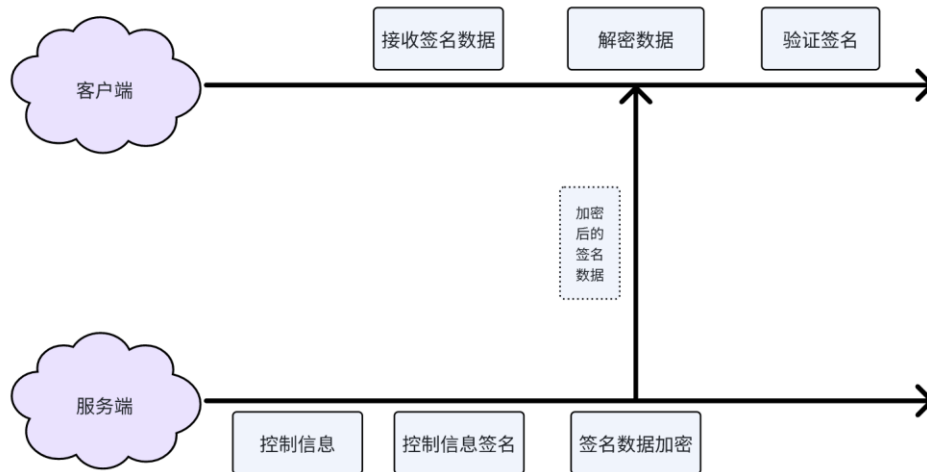 接收签名数据
解密数据
验证签名
客户端
加密
后的
签名
数据
服务端
控制信息
控制信息签名
签名数据加密